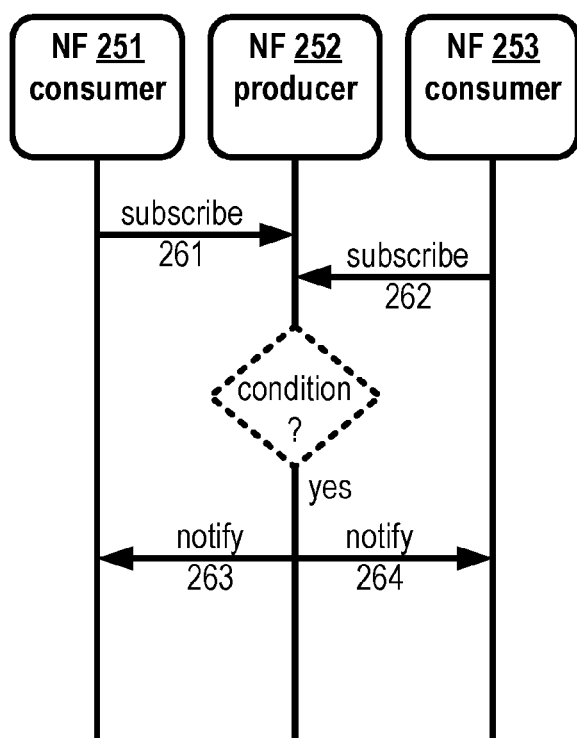 NF 251
consumer
NF 252
producer
NF 253
consumer
subscribe
261
subscribe
262
condition
?
yes
notify
263
notify
264